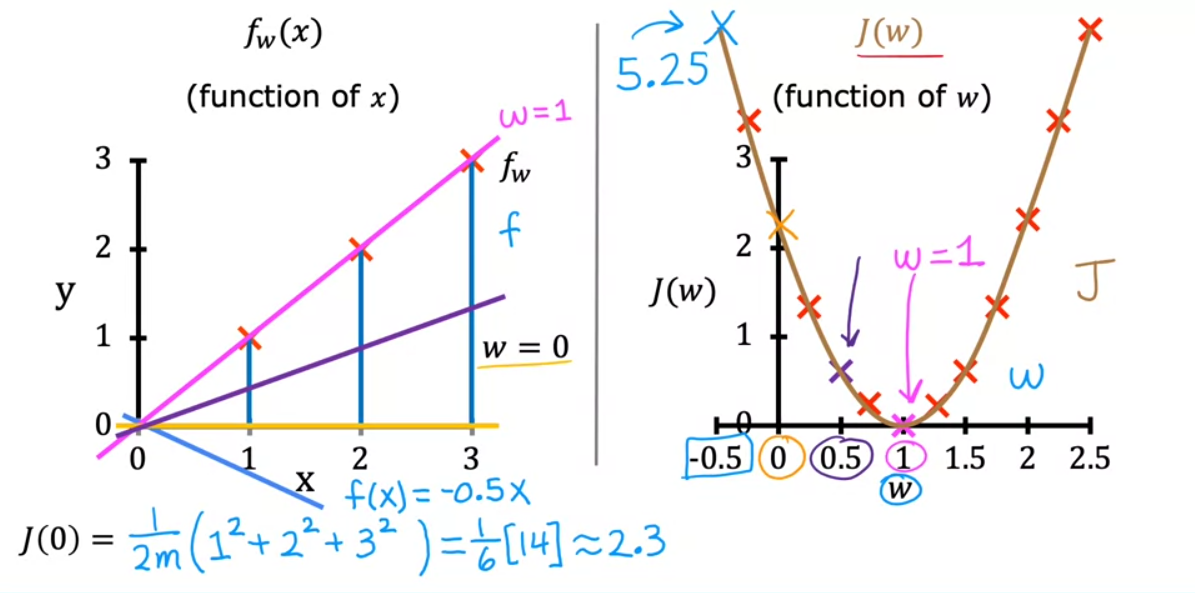 f_w(x)
(function of x)
w=1
3
f_w
2
f
y
1
w = 0
0
0 1 2 3
x
f(x) = -0.5x
J(0) = 1/2m (1² + 2² + 3²) = 1/6 [14] ≈ 2.3
5.25
J(w)
(function of w)
3
2
w=1
J
J(w)
1
w
0
-0.5 0 0.5 1 1.5 2 2.5
w